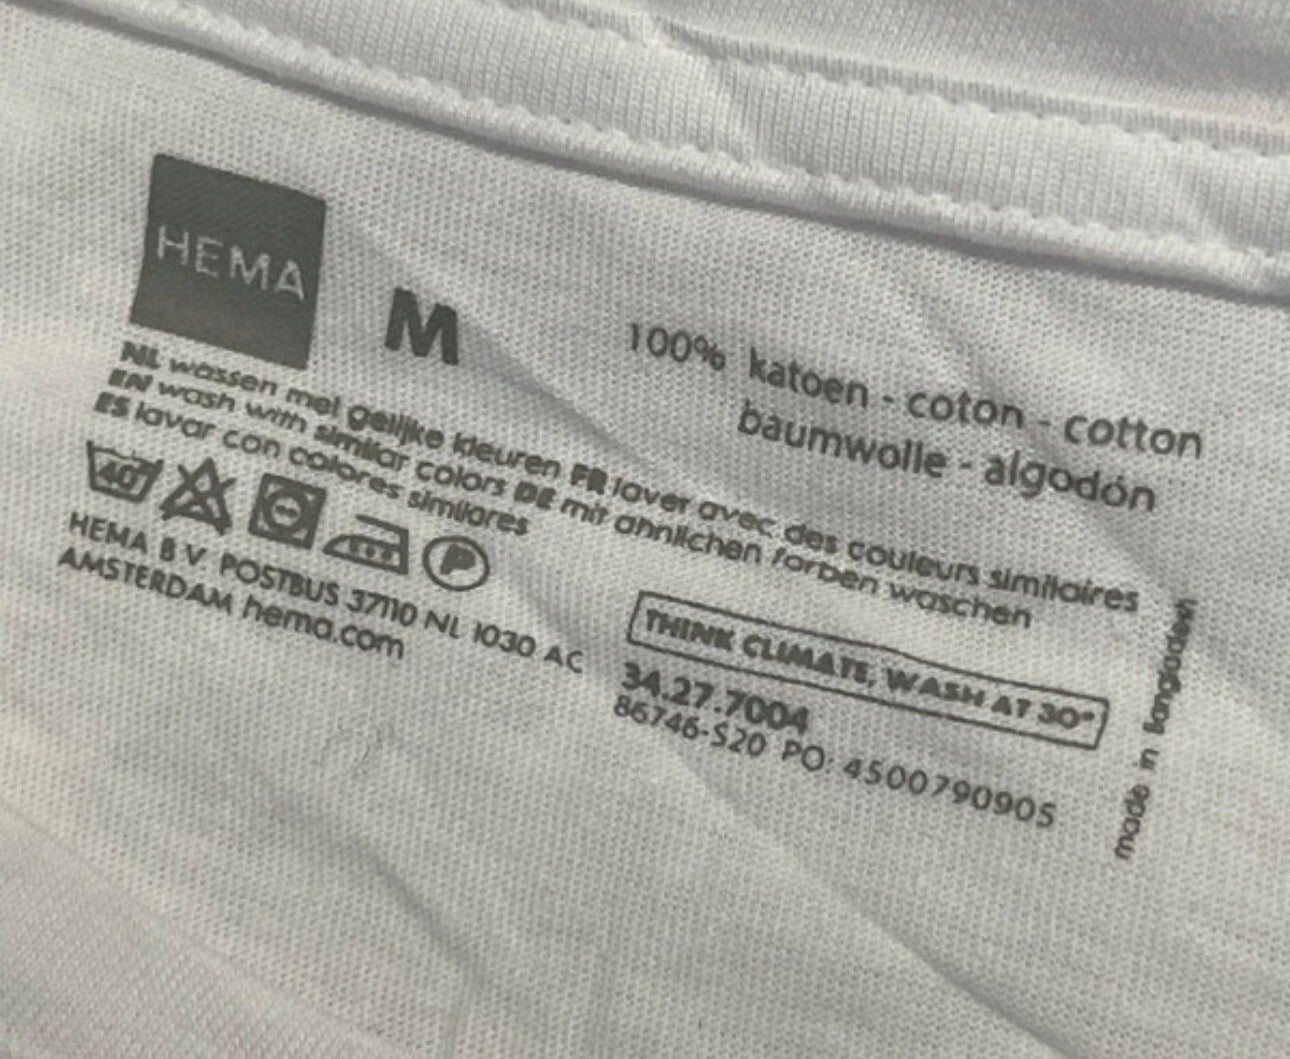 HEMA
M
100% katoen - coton - cotton
baumwolle - algodón
NL wassen met gelijke kleuren FR laver avec des couleurs similaires
EN wash with similar colors DE mit ahnlichen farben waschen
ES lavar con colores similares
40
P
HEMA B V POSTBUS 37110 NL 1030 AC
AMSTERDAM hema.com
THINK CLIMATE, WASH AT 30°
34.27.7004
86746-S20 PO: 4500790905
made in Bangladesh